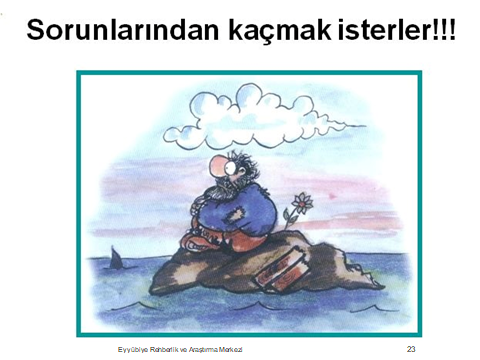 Sorunlarından kaçmak isterler!!!
Eyyübiye Rehberlik ve Araştırma Merkezi
23